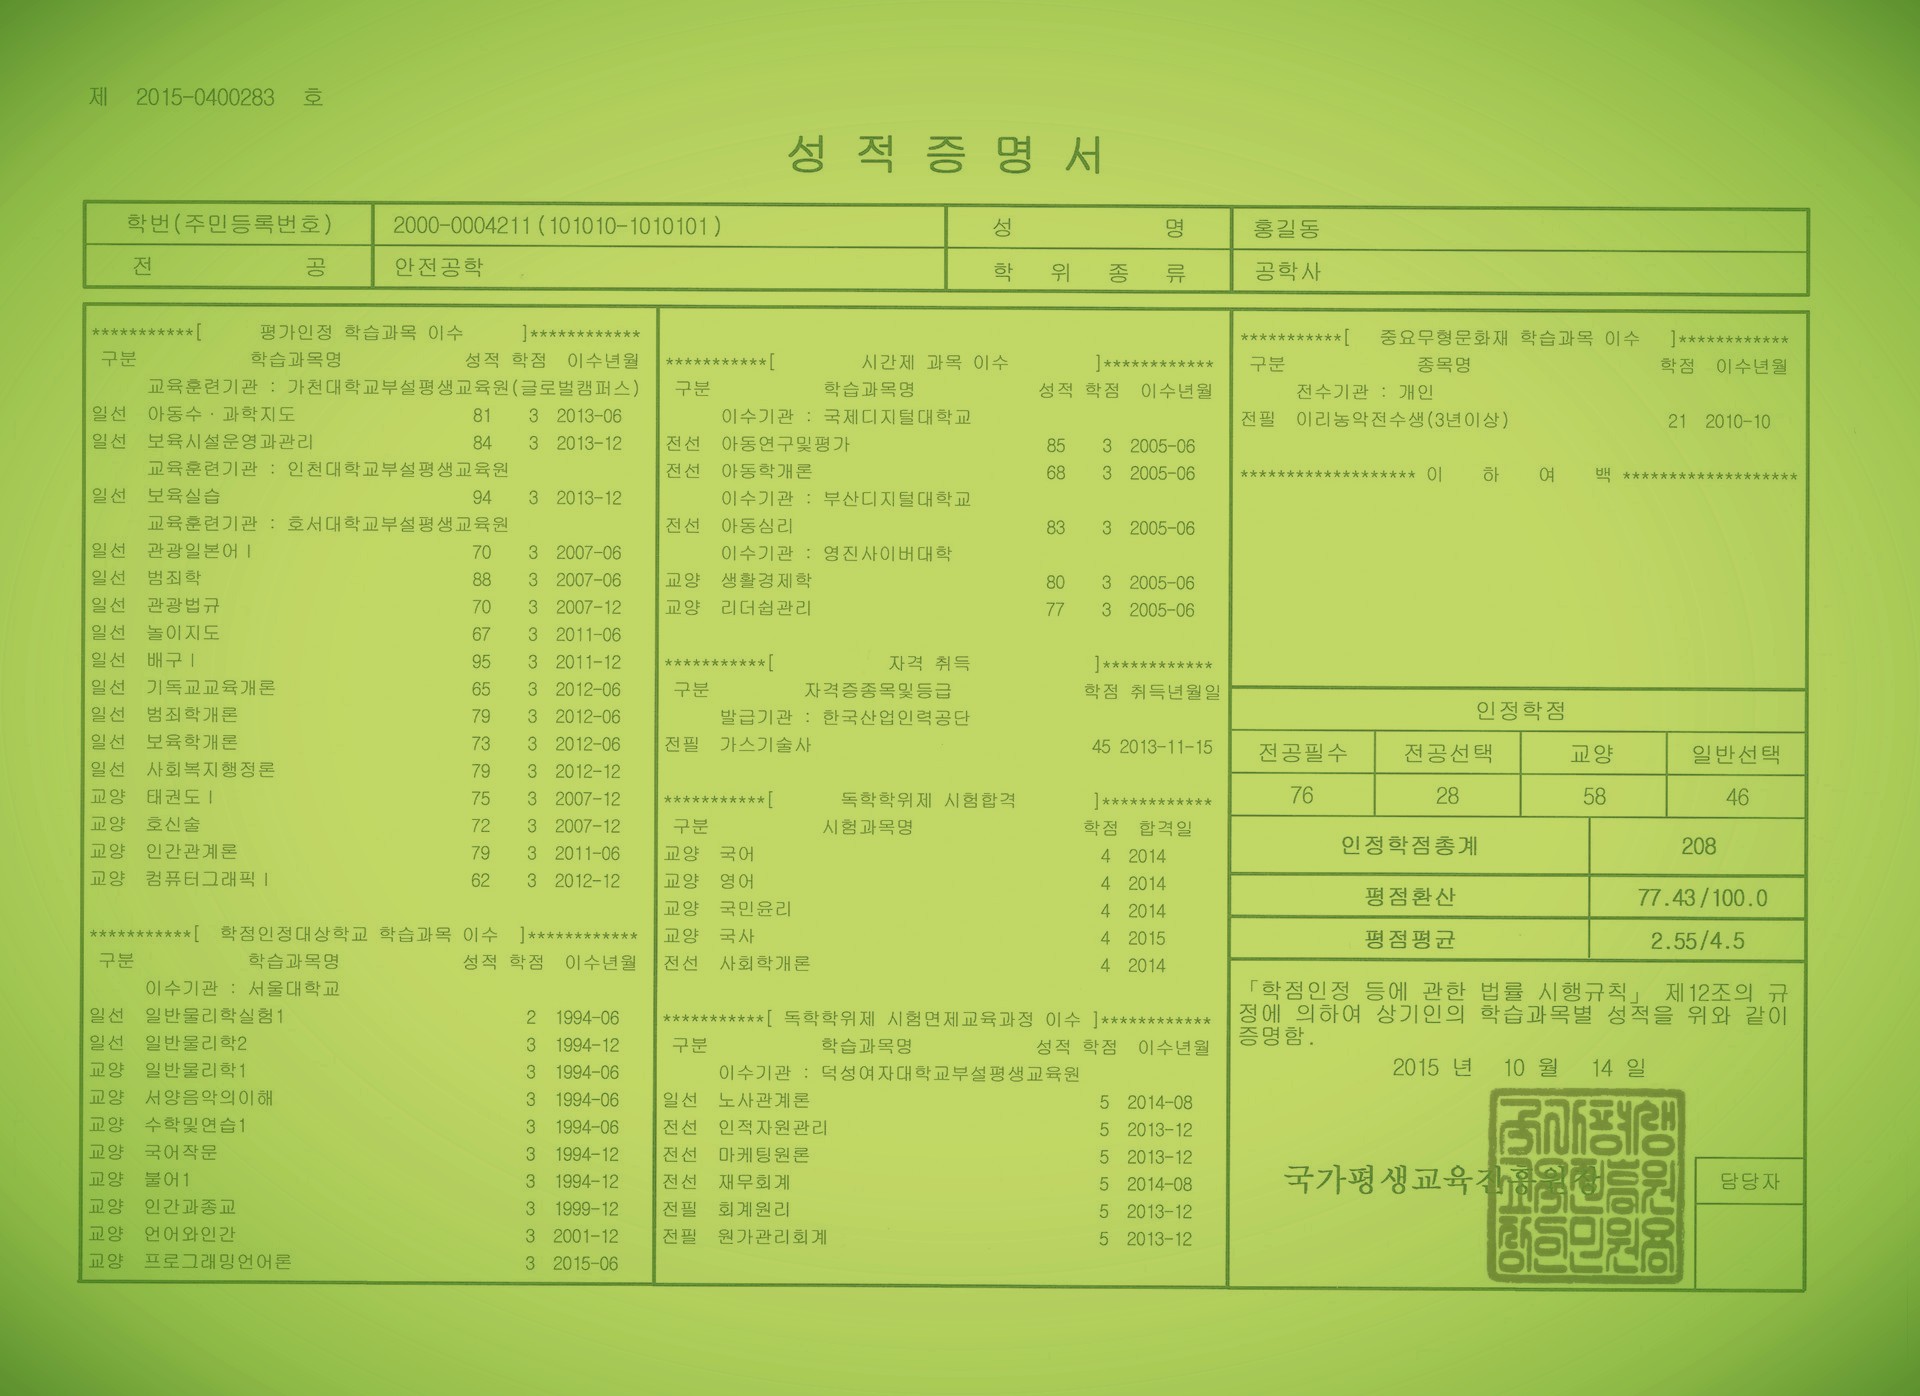 제 2015-0400283 호
성적증명서
학번(주민등록번호) 2000-0004211(101010-1010101) 성 명 홍길동
전 공 안전공학 학 위 종 류 공학사
***********[ 평가인정 학습과목 이수 ]************
구분 학습과목명 성적 학점 이수년월
교육훈련기관 : 가천대학교부설평생교육원(글로벌캠퍼스)
일선 아동수·과학지도 81 3 2013-06
일선 보육시설운영과관리 84 3 2013-12
교육훈련기관 : 인천대학교부설평생교육원
일선 보육실습 94 3 2013-12
교육훈련기관 : 호서대학교부설평생교육원
일선 관광일본어Ⅰ 70 3 2007-06
일선 범죄학 88 3 2007-06
일선 관광법규 70 3 2007-12
일선 놀이지도 67 3 2011-06
일선 배구Ⅰ 95 3 2011-12
일선 기독교교육개론 65 3 2012-06
일선 범죄학개론 79 3 2012-06
일선 보육학개론 73 3 2012-06
일선 사회복지행정론 79 3 2012-12
교양 태권도Ⅰ 75 3 2007-12
교양 호신술 72 3 2007-12
교양 인간관계론 79 3 2011-06
교양 컴퓨터그래픽Ⅰ 62 3 2012-12
***********[ 학점인정대상학교 학습과목 이수 ]************
구분 학습과목명 성적 학점 이수년월
이수기관 : 서울대학교
일선 일반물리학실험1 2 1994-06
일선 일반물리학2 3 1994-12
교양 일반물리학1 3 1994-06
교양 서양음악의이해 3 1994-06
교양 수학및연습1 3 1994-06
교양 국어작문 3 1994-12
교양 불어1 3 1994-12
교양 인간과종교 3 1999-12
교양 언어와인간 3 2001-12
교양 프로그래밍언어론 3 2015-06
***********[ 시간제 과목 이수 ]************
구분 학습과목명 성적 학점 이수년월
이수기관 : 국제디지털대학교
전선 아동연구및평가 85 3 2005-06
전선 아동학개론 68 3 2005-06
이수기관 : 부산디지털대학교
전선 아동심리 83 3 2005-06
이수기관 : 영진사이버대학
교양 생활경제학 80 3 2005-06
교양 리더쉽관리 77 3 2005-06
***********[ 자격 취득 ]************
구분 자격증종목및등급 학점 취득년월일
발급기관 : 한국산업인력공단
전필 가스기술사 45 2013-11-15
***********[ 독학학위제 시험합격 ]************
구분 시험과목명 학점 합격일
교양 국어 4 2014
교양 영어 4 2014
교양 국민윤리 4 2014
교양 국사 4 2015
전선 사회학개론 4 2014
***********[ 독학학위제 시험면제교육과정 이수 ]************
구분 학습과목명 성적 학점 이수년월
이수기관 : 덕성여자대학교부설평생교육원
일선 노사관계론 5 2014-08
전선 인적자원관리 5 2013-12
전선 마케팅원론 5 2013-12
전선 재무회계 5 2014-08
전필 회계원리 5 2013-12
전필 원가관리회계 5 2013-12
***********[ 중요무형문화재 학습과목 이수 ]************
구분 종목명 학점 이수년월
전수기관 : 개인
전필 이리농악전수생(3년이상) 21 2010-10
******************* 이 하 여 백 *******************
인정학점
전공필수 전공선택 교양 일반선택
76 28 58 46
인정학점총계 208
평점환산 77.43/100.0
평점평균 2.55/4.5
「학점인정 등에 관한 법률 시행규칙」 제12조의 규
정에 의하여 상기인의 학습과목별 성적을 위와 같이
증명함.
2015 년 10 월 14 일
국가평생교육진흥원장
담당자